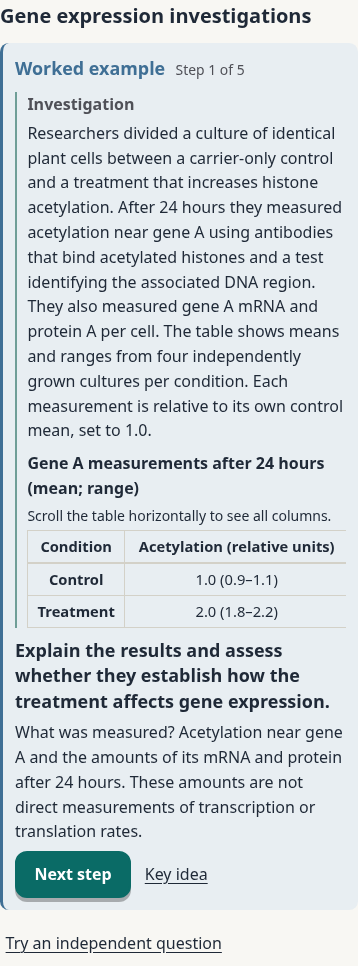 Gene expression investigations
Worked example Step 1 of 5
Investigation
Researchers divided a culture of identical
plant cells between a carrier-only control
and a treatment that increases histone
acetylation. After 24 hours they measured
acetylation near gene A using antibodies
that bind acetylated histones and a test
identifying the associated DNA region.
They also measured gene A mRNA and
protein A per cell. The table shows means
and ranges from four independently
grown cultures per condition. Each
measurement is relative to its own control
mean, set to 1.0.
Gene A measurements after 24 hours
(mean; range)
Scroll the table horizontally to see all columns.
Condition Acetylation (relative units)
Control 1.0 (0.9–1.1)
Treatment 2.0 (1.8–2.2)
Explain the results and assess
whether they establish how the
treatment affects gene expression.
What was measured? Acetylation near gene
A and the amounts of its mRNA and protein
after 24 hours. These amounts are not
direct measurements of transcription or
translation rates.
Next step Key idea
Try an independent question